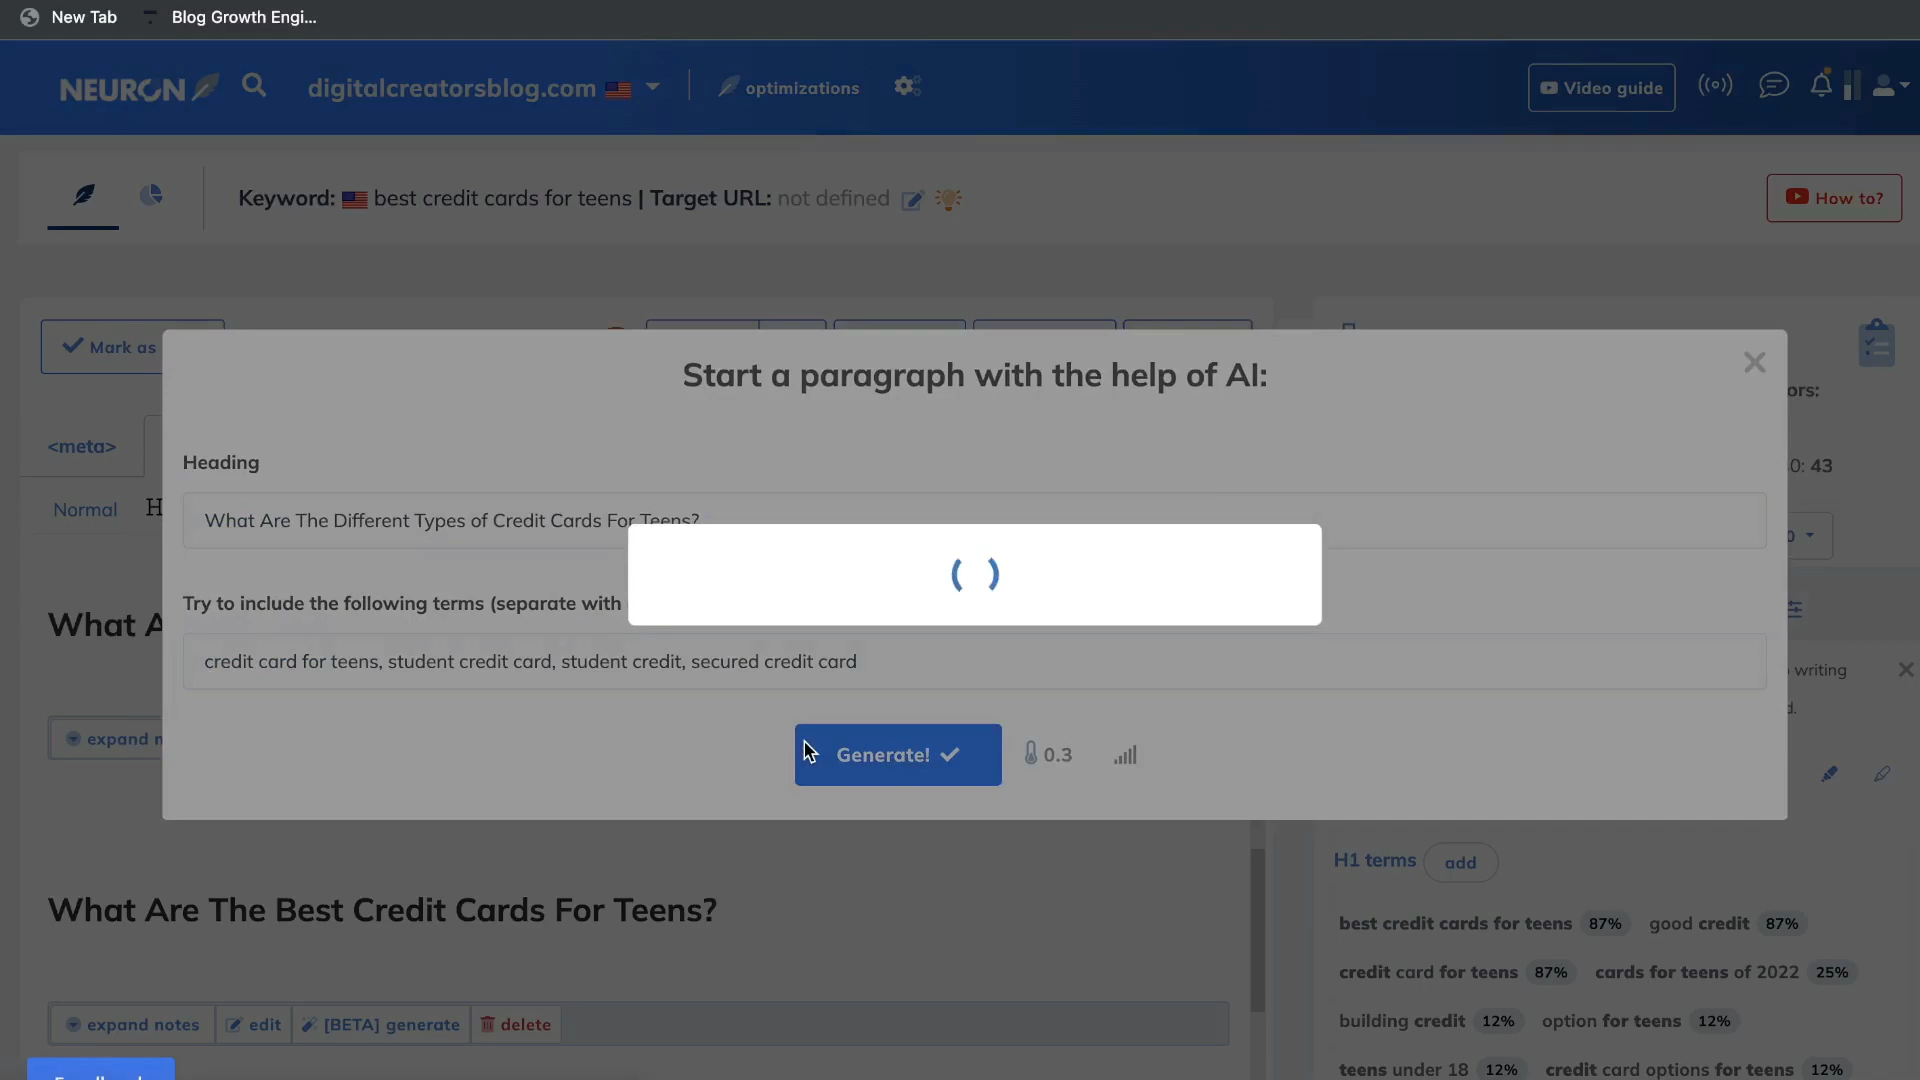 New Tab Blog Growth Engi...
NEURON digitalcreatorsblog.com optimizations Video guide
Keyword: best credit cards for teens | Target URL: not defined How to?
Mark as
Start a paragraph with the help of AI:
ors:
<meta>
Heading
0: 43
Normal H
What Are The Different Types of Credit Cards For Teens?
Try to include the following terms (separate with
What A
credit card for teens, student credit card, student credit, secured credit card
writing
d.
expand n
Generate! 0.3
H1 terms add
What Are The Best Credit Cards For Teens?
best credit cards for teens 87% good credit 87%
credit card for teens 87% cards for teens of 2022 25%
building credit 12% option for teens 12%
expand notes edit [BETA] generate delete
teens under 18 12% credit card options for teens 12%